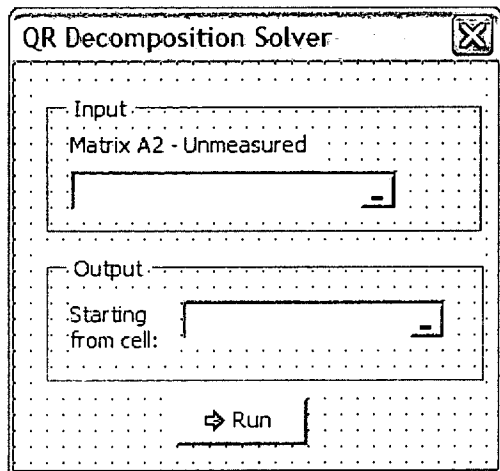 QR Decomposition Solver
Input
Matrix A2 - Unmeasured
Output
Starting
from cell:
Run